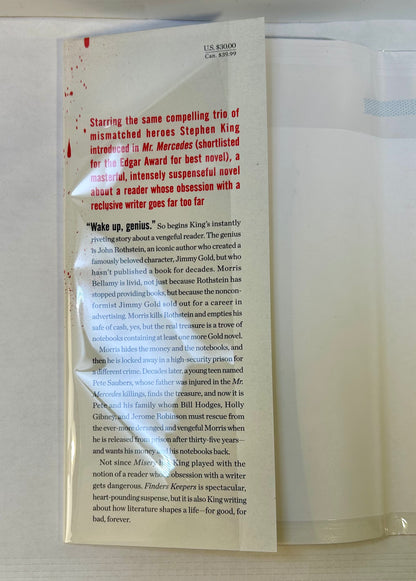 U.S. $30.00
Can. $39.99
Starring the same compelling trio of
mismatched heroes Stephen King
introduced in Mr. Mercedes (shortlisted
for the Edgar Award for best novel), a
masterful, intensely suspenseful novel
about a reader whose obsession with a
reclusive writer goes far too far
“Wake up, genius.” So begins King’s instantly
riveting story about a vengeful reader. The genius
is John Rothstein, an iconic author who created a
famously beloved character, Jimmy Gold, but who
hasn’t published a book for decades. Morris
Bellamy is livid, not just because Rothstein has
stopped providing books, but because the noncon-
formist Jimmy Gold sold out for a career in
advertising. Morris kills Rothstein and empties his
safe of cash, yes, but the real treasure is a trove of
notebooks containing at least one more Gold novel.
Morris hides the money and the notebooks, and
then he is locked away in a high-security prison for
a different crime. Decades later, a young teen named
Pete Saubers, whose father was injured in the Mr.
Mercedes killings, finds the treasure, and now it is
Pete and his family whom Bill Hodges, Holly
Gibney, and Jerome Robinson must rescue from
the ever-more deranged and vengeful Morris when
he is released from prison after thirty-five years—
and wants his money and his notebooks back.
Not since Misery has King played with the
notion of a reader whose obsession with a writer
gets dangerous. Finders Keepers is spectacular,
heart-pounding suspense, but it is also King writing
about how literature shapes a life—for good, for
bad, forever.